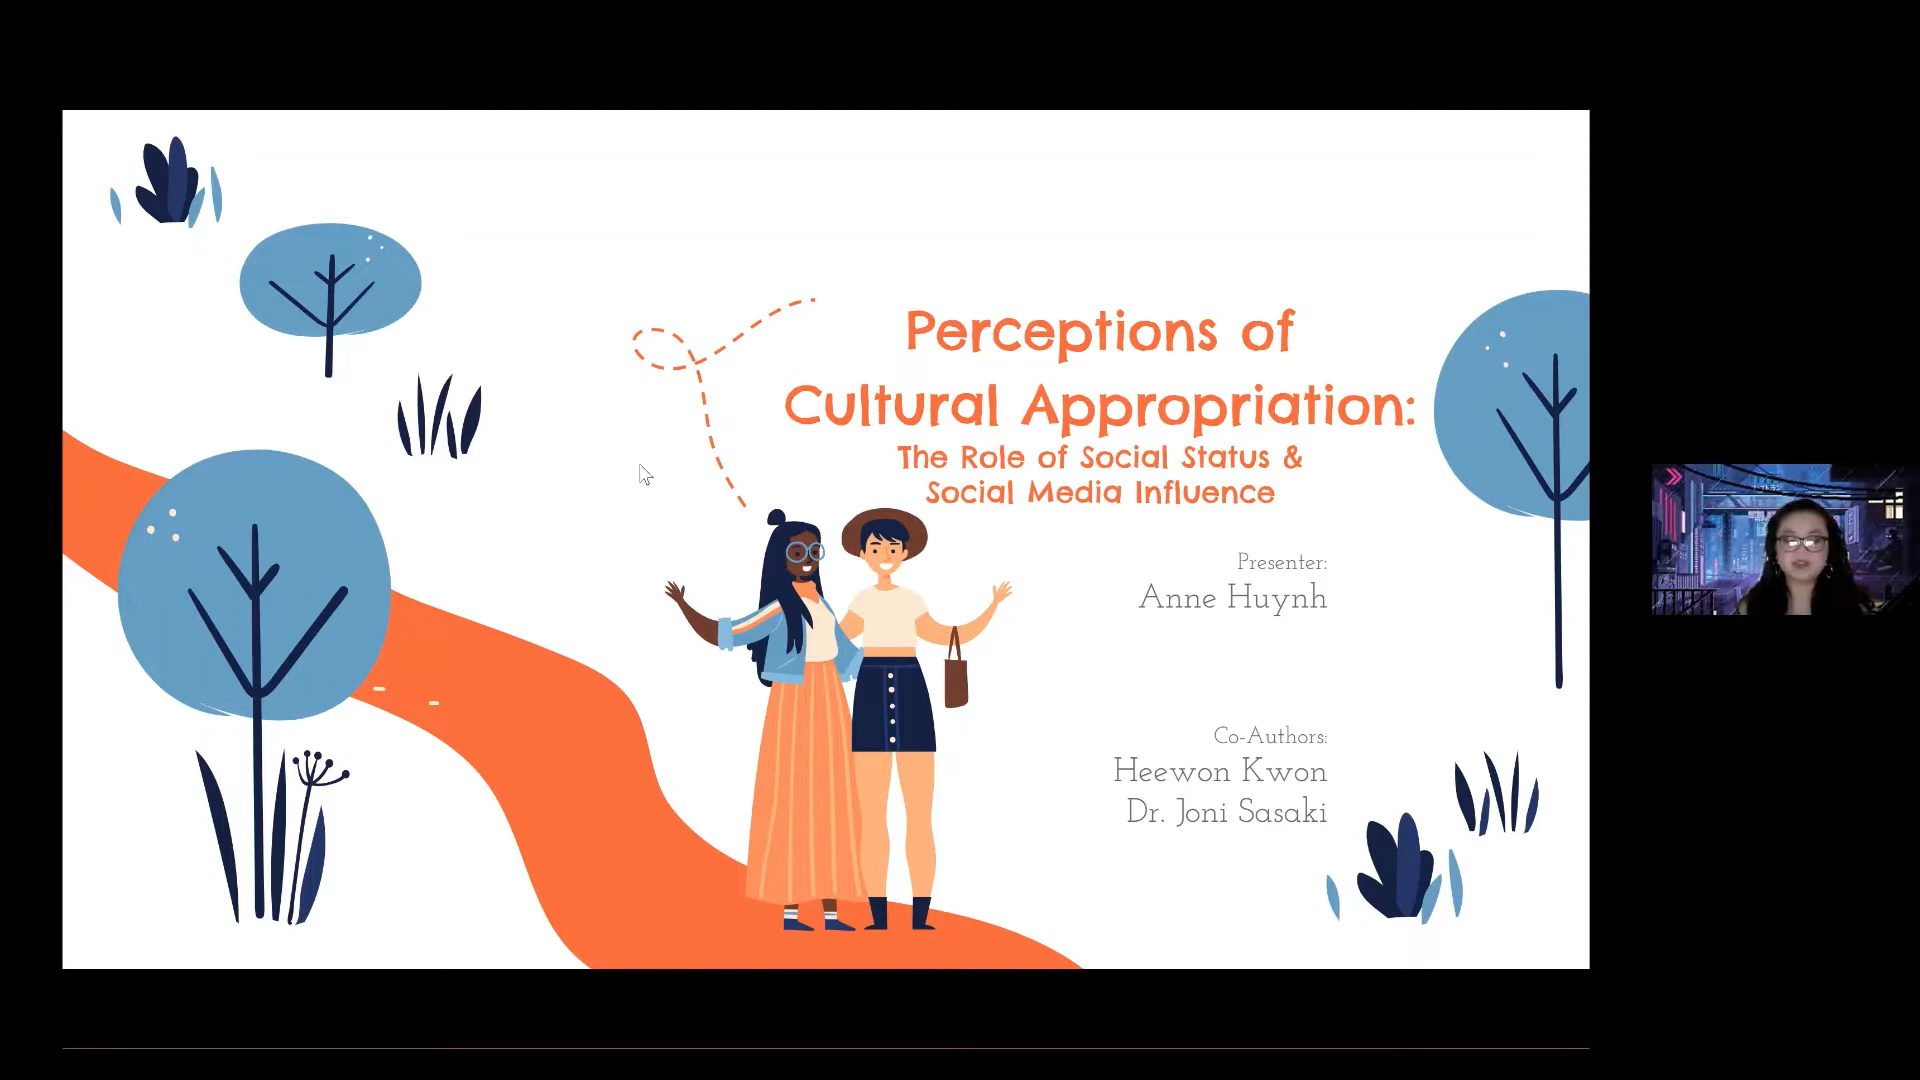 Perceptions of
Cultural Appropriation:
The Role of Social Status &
Social Media Influence
Presenter:
Anne Huynh
Co-Authors:
Heewon Kwon
Dr. Joni Sasaki